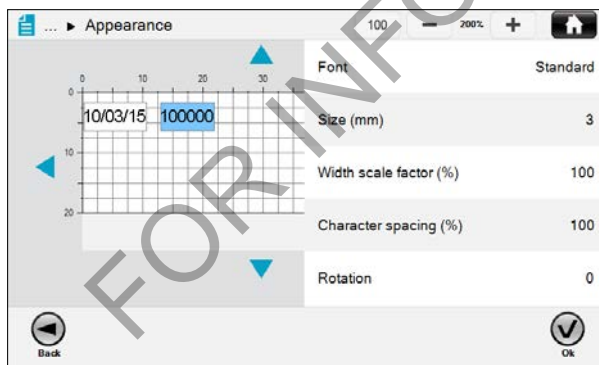 ... ► Appearance 100 — 200% +
0 10 20 30
0
10/03/15 100000
10
20
Font Standard
Size (mm) 3
Width scale factor (%) 100
Character spacing (%) 100
Rotation 0
Back Ok
FOR INFO